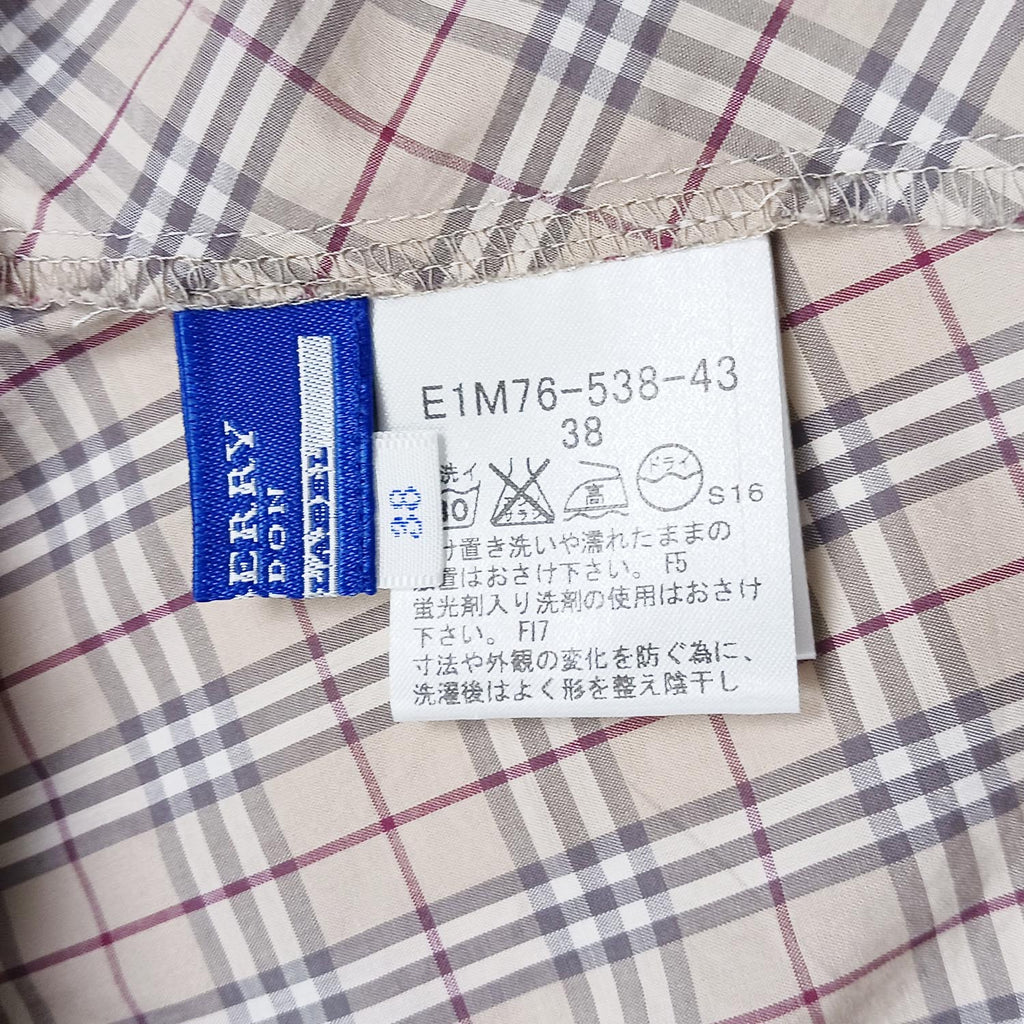 E1M76-538-43
38
洗イ
ドライ
高
S16
38
け置き洗いや濡れたままの
置はおさけ下さい。 F5
蛍光剤入り洗剤の使用はおさけ
下さい。 F17
寸法や外観の変化を防ぐ為に、
洗濯後はよく形を整え陰干し
ERRY
DON